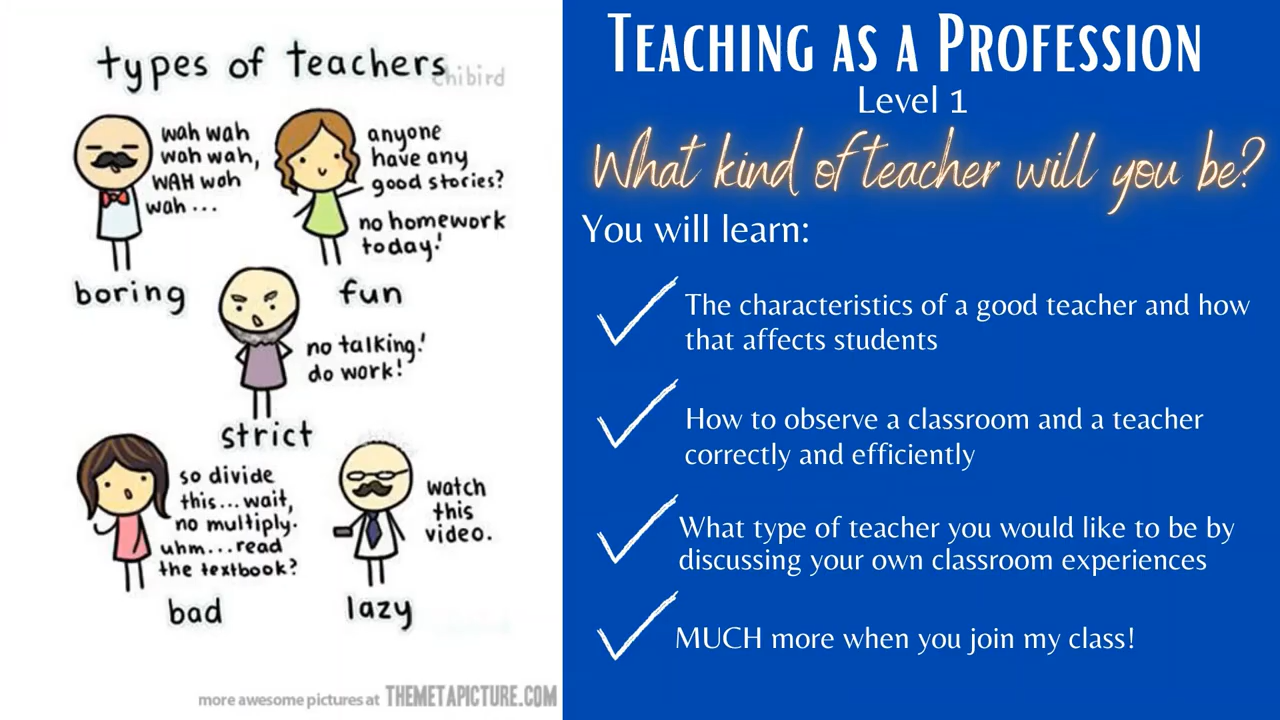 types of teachers
chibird
wah wah
wah wah,
WAH wah
wah ...
boring
anyone
have any
good stories?
no homework
today!
fun
no talking!
do work!
strict
so divide
this... wait,
no multiply.
uhm...read
the textbook?
bad
watch
this
video.
lazy
more awesome pictures at THEMETAPICTURE.COM
TEACHING AS A PROFESSION
Level 1
What kind of teacher will you be?
You will learn:
The characteristics of a good teacher and how
that affects students
How to observe a classroom and a teacher
correctly and efficiently
What type of teacher you would like to be by
discussing your own classroom experiences
MUCH more when you join my class!